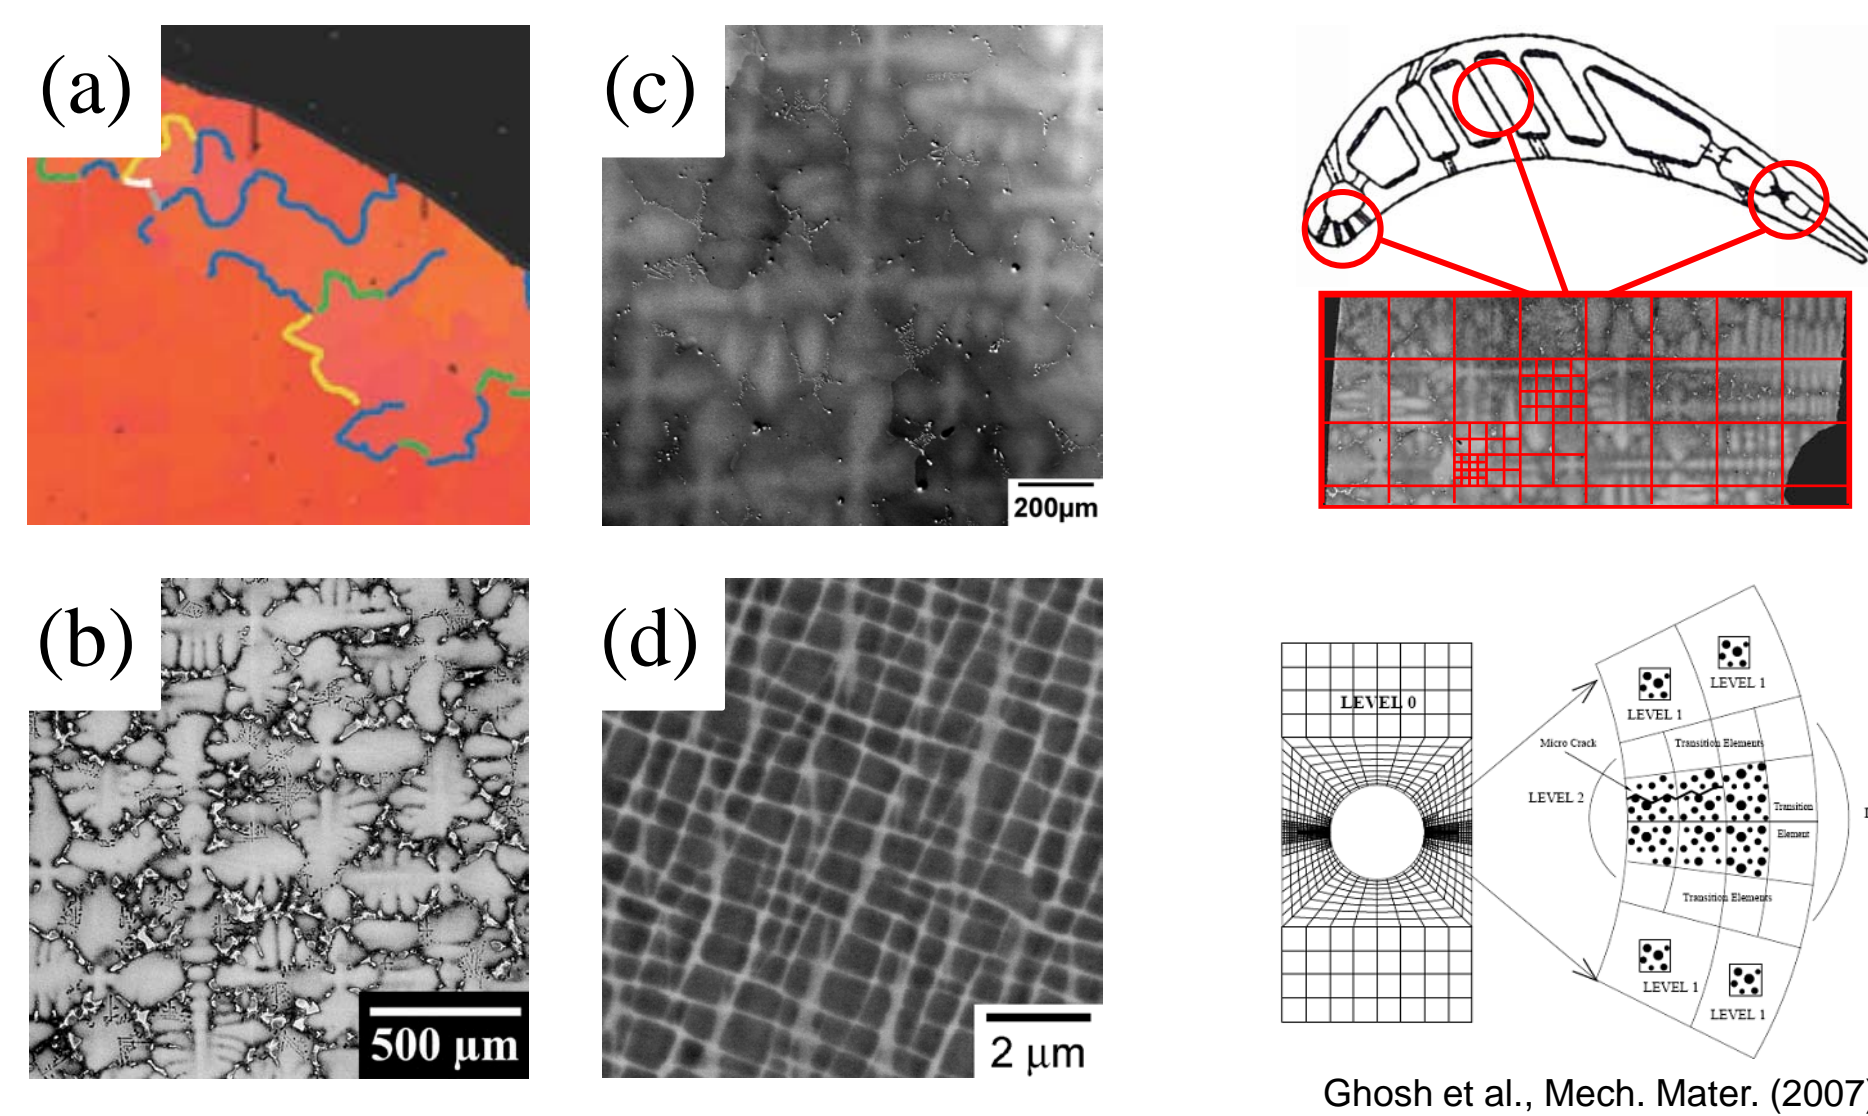 (a)
(c)
200µm
(b)
500 µm
(d)
2 µm
LEVEL 0
LEVEL 1
LEVEL 1
Micro Crack
Transition Elements
LEVEL 2
Transition
Element
Transition Elements
LEVEL 1
LEVEL 1
Ghosh et al., Mech. Mater. (2007)